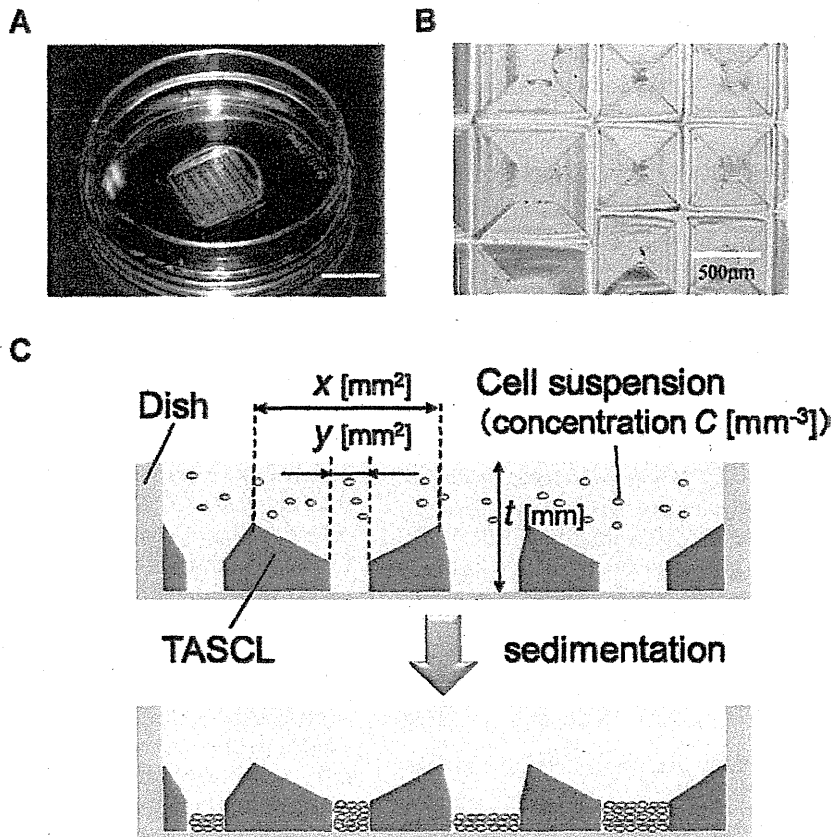 A
B
500μm
C
x [mm²]
Cell suspension
Dish
(concentration C [mm⁻³])
y [mm²]
t [mm]
TASCL
sedimentation